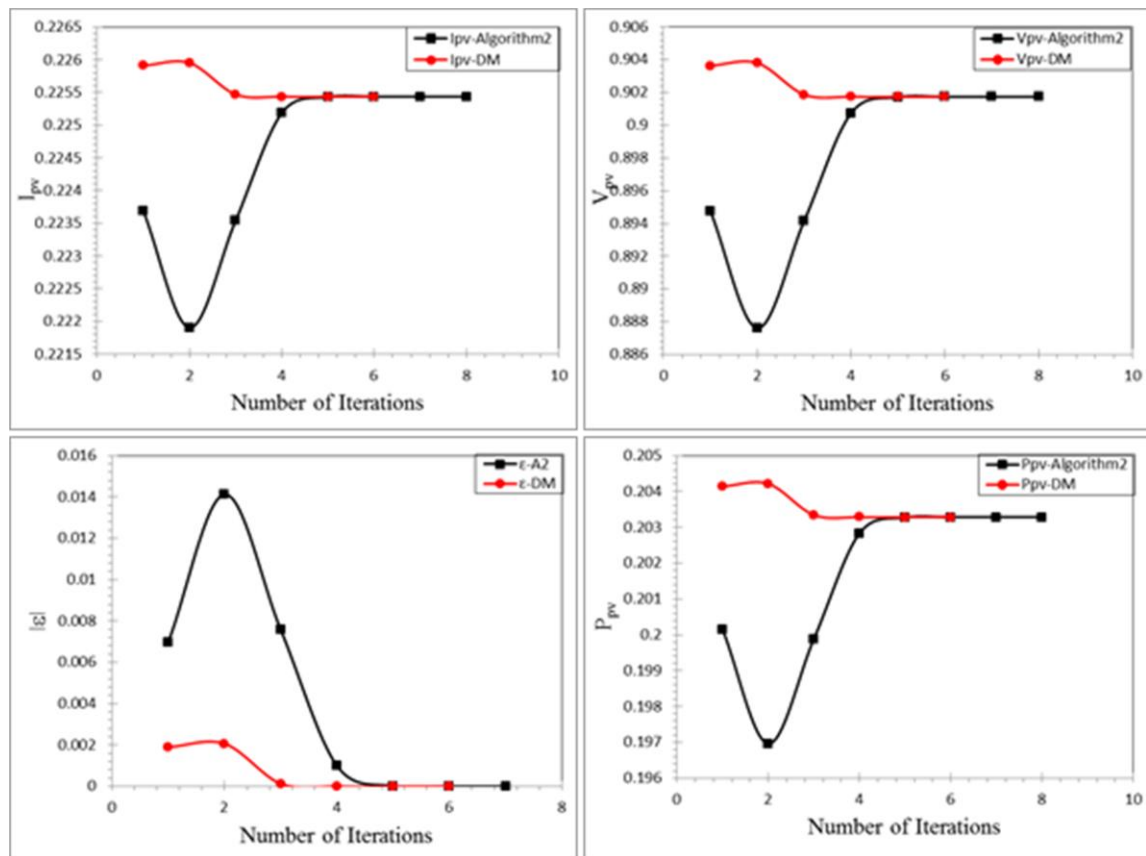 0.2265
0.226
0.2255
0.225
0.2245
0.224
0.2235
0.223
0.2225
0.222
0.2215
I_pv
0 2 4 6 8 10
Number of Iterations
Ipv-Algorithm2
Ipv-DM
0.906
0.904
0.902
0.9
0.898
0.896
0.894
0.892
0.89
0.888
0.886
V_pv
0 2 4 6 8 10
Number of Iterations
Vpv-Algorithm2
Vpv-DM
0.016
0.014
0.012
0.01
0.008
0.006
0.004
0.002
0
|ε|
0 2 4 6 8
Number of Iterations
ε-A2
ε-DM
0.205
0.204
0.203
0.202
0.201
0.2
0.199
0.198
0.197
0.196
P_pv
0 2 4 6 8 10
Number of Iterations
Ppv-Algorithm2
Ppv-DM